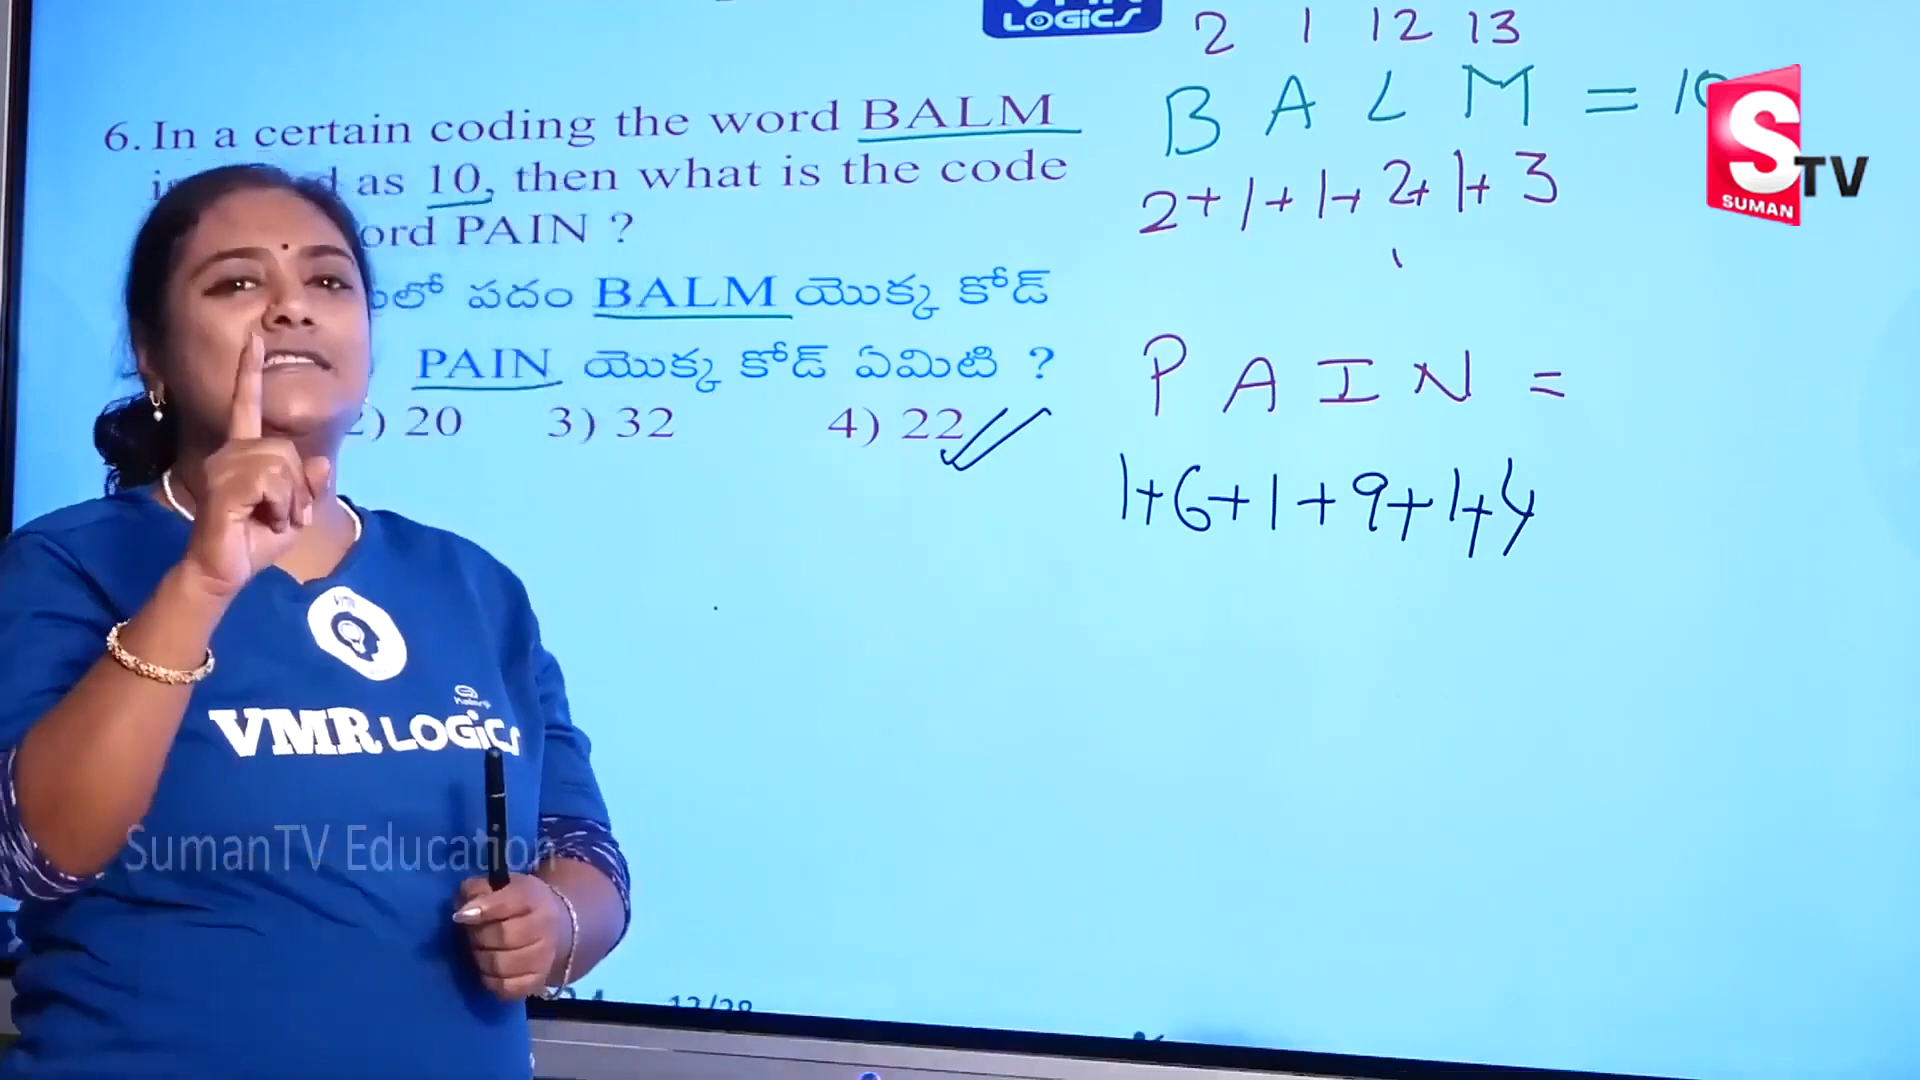 LOGiCS
6. In a certain coding the word BALM
as 10, then what is the code
ord PAIN ?
లో పదం BALM యొక్క కోడ్
PAIN యొక్క కోడ్ ఏమిటి ?
2) 20 3) 32 4) 22
2 1 12 13
B A L M = 10
2+1+1+2+1+3
P A I N =
1+6+1+9+1+4
S TV
SUMAN
VMR LOGiCS
SumanTV Education